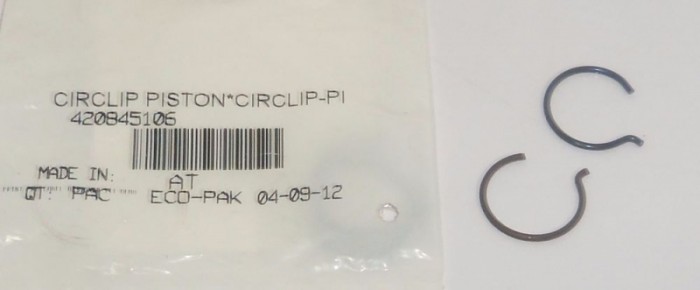 CIRCLIP PISTON*CIRCLIP-PI
420845106
MADE IN: AT
QT: PAC ECO-PAK 04-09-12